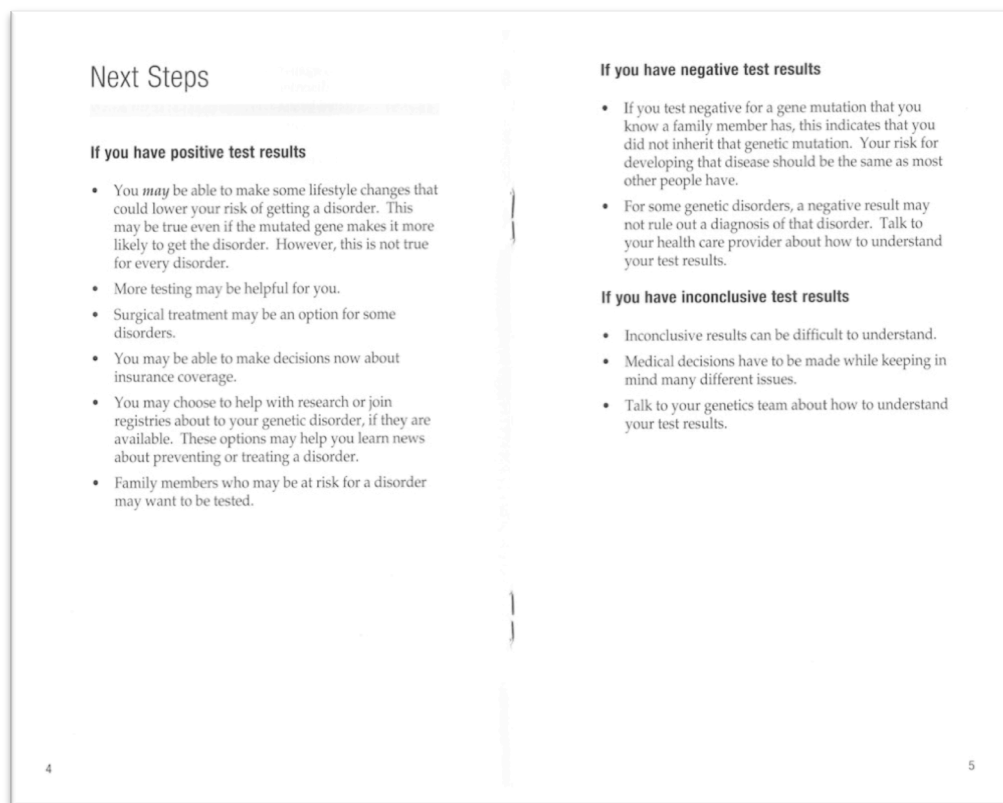 Next Steps
If you have positive test results
• You may be able to make some lifestyle changes that
could lower your risk of getting a disorder. This
may be true even if the mutated gene makes it more
likely to get the disorder. However, this is not true
for every disorder.
• More testing may be helpful for you.
• Surgical treatment may be an option for some
disorders.
• You may be able to make decisions now about
insurance coverage.
• You may choose to help with research or join
registries about to your genetic disorder, if they are
available. These options may help you learn news
about preventing or treating a disorder.
• Family members who may be at risk for a disorder
may want to be tested.
4
If you have negative test results
• If you test negative for a gene mutation that you
know a family member has, this indicates that you
did not inherit that genetic mutation. Your risk for
developing that disease should be the same as most
other people have.
• For some genetic disorders, a negative result may
not rule out a diagnosis of that disorder. Talk to
your health care provider about how to understand
your test results.
If you have inconclusive test results
• Inconclusive results can be difficult to understand.
• Medical decisions have to be made while keeping in
mind many different issues.
• Talk to your genetics team about how to understand
your test results.
5